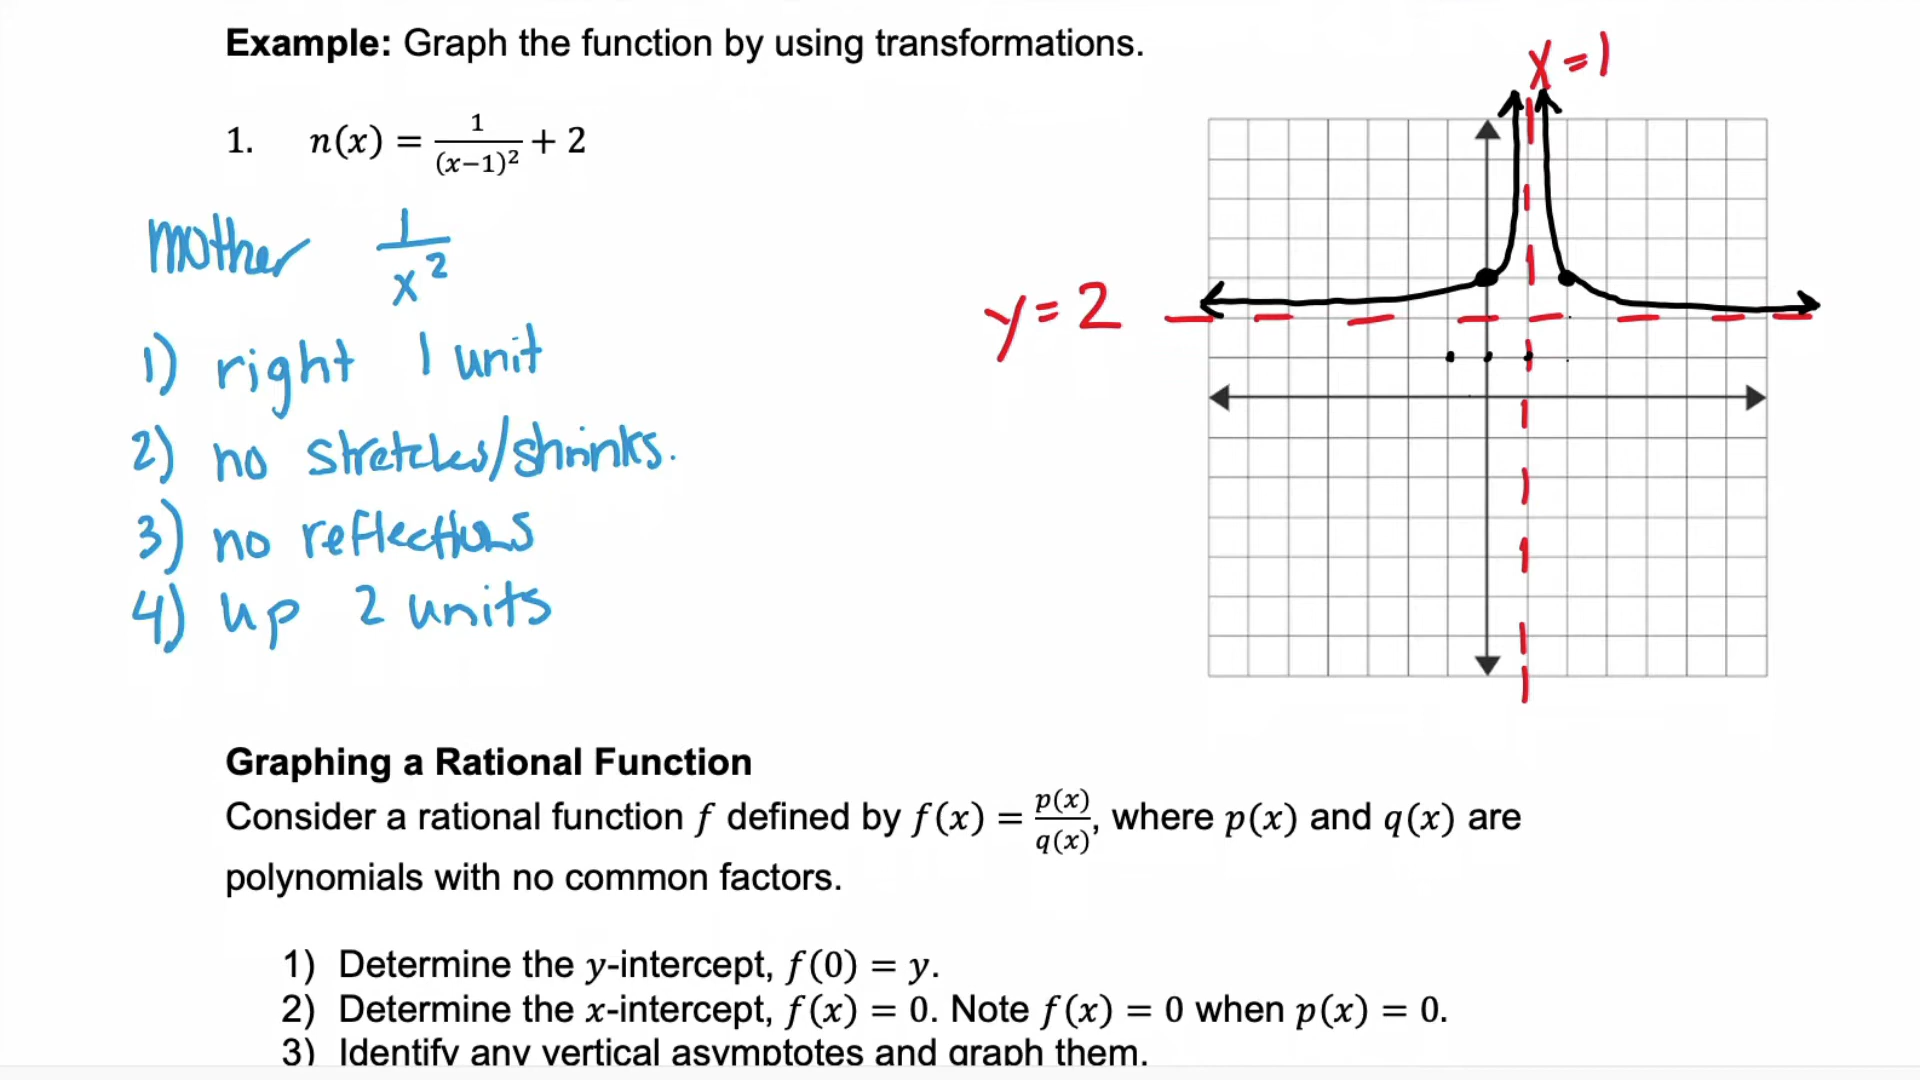 Example: Graph the function by using transformations.
x = 1
1. n(x) = 1/(x−1)² + 2
mother 1/x²
y = 2
1) right 1 unit
2) no stretches/shrinks.
3) no reflections
4) up 2 units
Graphing a Rational Function
Consider a rational function f defined by f(x) = p(x)/q(x), where p(x) and q(x) are
polynomials with no common factors.
1) Determine the y-intercept, f(0) = y.
2) Determine the x-intercept, f(x) = 0. Note f(x) = 0 when p(x) = 0.
3) Identify any vertical asymptotes and graph them.